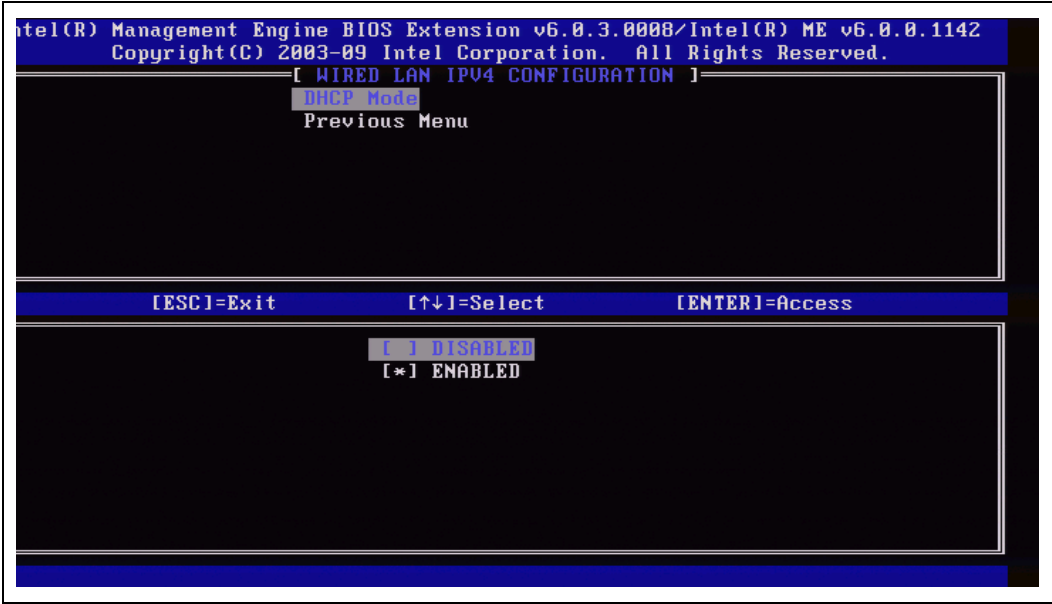 ntel(R) Management Engine BIOS Extension v6.0.3.0008/Intel(R) ME v6.0.0.1142
Copyright(C) 2003-09 Intel Corporation. All Rights Reserved.
[ WIRED LAN IPV4 CONFIGURATION ]
DHCP Mode
Previous Menu
[ESC]=Exit [↑↓]=Select [ENTER]=Access
[ ] DISABLED
[*] ENABLED